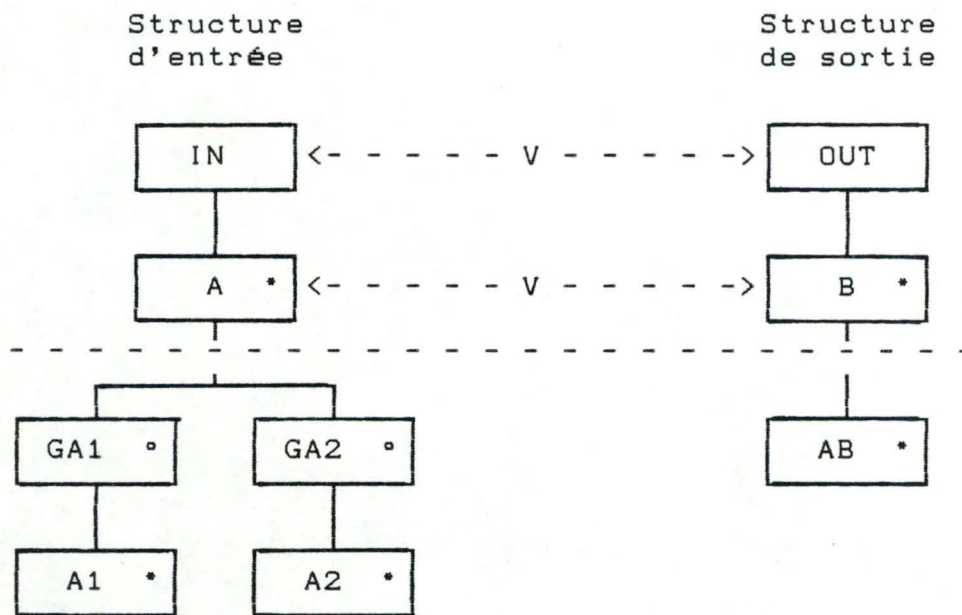 Structure Structure
d'entrée de sortie
IN <- - - - - - V - - - - - -> OUT
A * <- - - - - - V - - - - - -> B *
GA1 o GA2 o AB *
A1 * A2 *